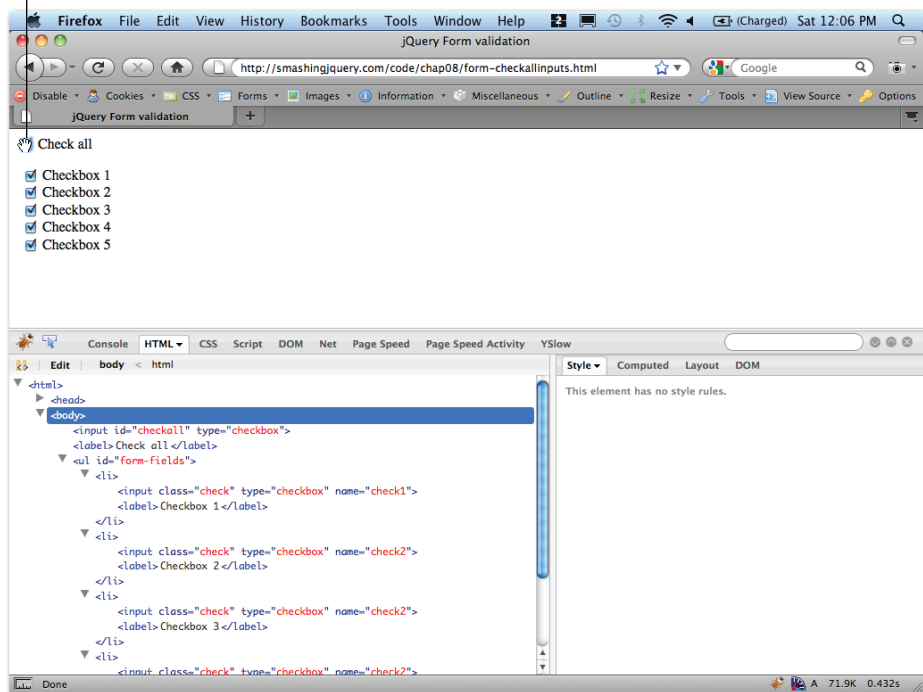 Firefox File Edit View History Bookmarks Tools Window Help (Charged) Sat 12:06 PM
jQuery Form validation
http://smashingjquery.com/code/chap08/form-checkallinputs.html Google
Disable Cookies CSS Forms Images Information Miscellaneous Outline Resize Tools View Source Options
jQuery Form validation +
Check all
Checkbox 1
Checkbox 2
Checkbox 3
Checkbox 4
Checkbox 5
Console HTML CSS Script DOM Net Page Speed Page Speed Activity YSlow
Edit body < html Style Computed Layout DOM
This element has no style rules.
<html>
<head>
<body>
<input id="checkall" type="checkbox">
<label>Check all</label>
<ul id="form-fields">
<li>
<input class="check" type="checkbox" name="check1">
<label>Checkbox 1</label>
</li>
<li>
<input class="check" type="checkbox" name="check2">
<label>Checkbox 2</label>
</li>
<li>
<input class="check" type="checkbox" name="check2">
<label>Checkbox 3</label>
</li>
<li>
<input class="check" type="checkbox" name="check2">
Done A 71.9K 0.432s